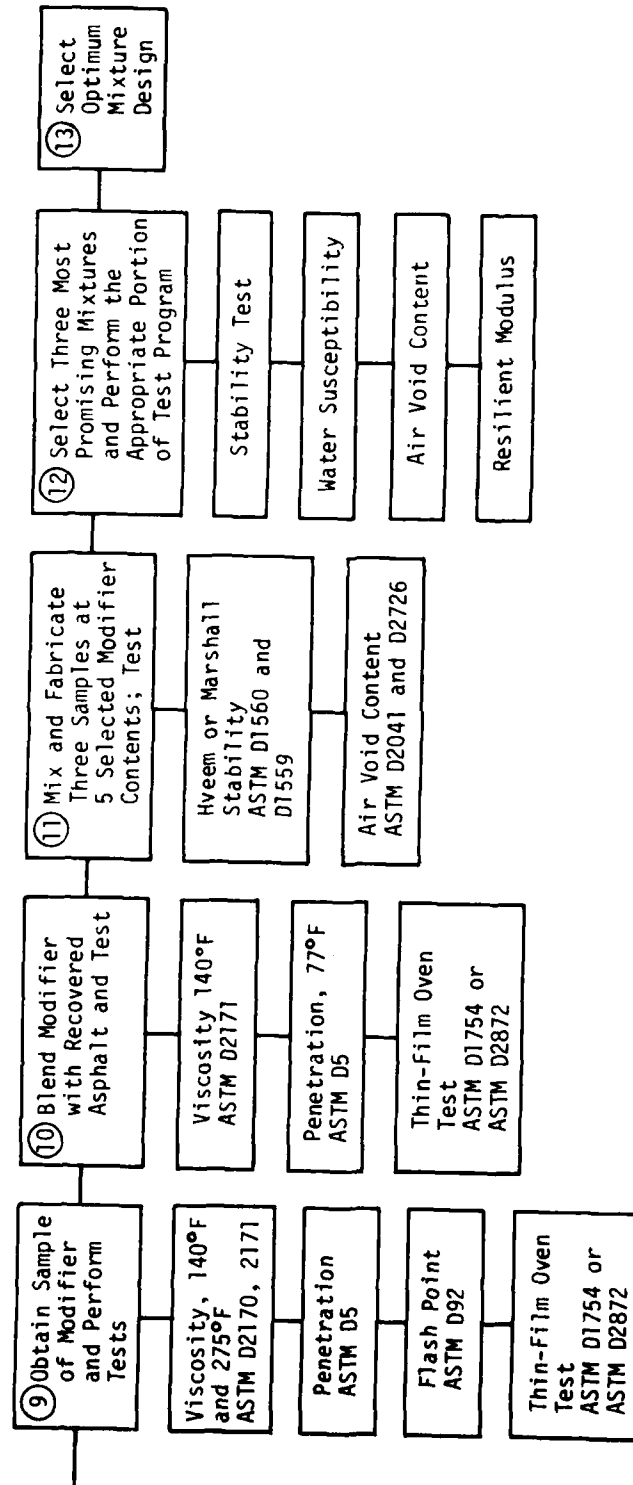 ⑨ Obtain Sample
of Modifier
and Perform
Tests
Viscosity, 140°F
and 275°F
ASTM D2170, 2171
Penetration
ASTM D5
Flash Point
ASTM D92
Thin-Film Oven
Test
ASTM D1754 or
ASTM D2872
⑩ Blend Modifier
with Recovered
Asphalt and Test
Viscosity 140°F
ASTM D2171
Penetration, 77°F
ASTM D5
Thin-Film Oven
Test
ASTM D1754 or
ASTM D2872
⑪ Mix and Fabricate
Three Samples at
5 Selected Modifier
Contents; Test
Hveem or Marshall
Stability
ASTM D1560 and
D1559
Air Void Content
ASTM D2041 and D2726
⑫ Select Three Most
Promising Mixtures
and Perform the
Appropriate Portion
of Test Program
Stability Test
Water Susceptibility
Air Void Content
Resilient Modulus
⑬ Select
Optimum
Mixture
Design